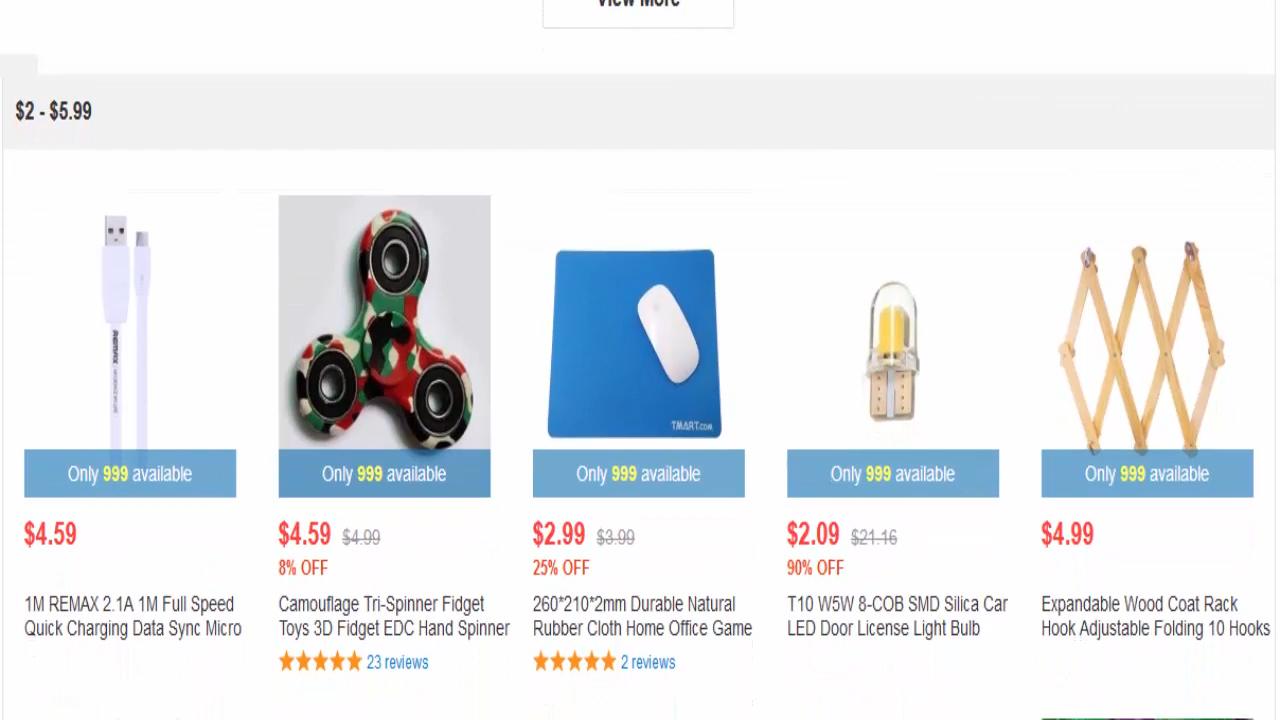 View More
$2 - $5.99
REMAX
TMART.COM
Only 999 available
Only 999 available
Only 999 available
Only 999 available
Only 999 available
$4.59
$4.59 $4.99
$2.99 $3.99
$2.09 $21.16
$4.99
8% OFF
25% OFF
90% OFF
1M REMAX 2.1A 1M Full Speed
Quick Charging Data Sync Micro
Camouflage Tri-Spinner Fidget
Toys 3D Fidget EDC Hand Spinner
260*210*2mm Durable Natural
Rubber Cloth Home Office Game
T10 W5W 8-COB SMD Silica Car
LED Door License Light Bulb
Expandable Wood Coat Rack
Hook Adjustable Folding 10 Hooks
23 reviews
2 reviews